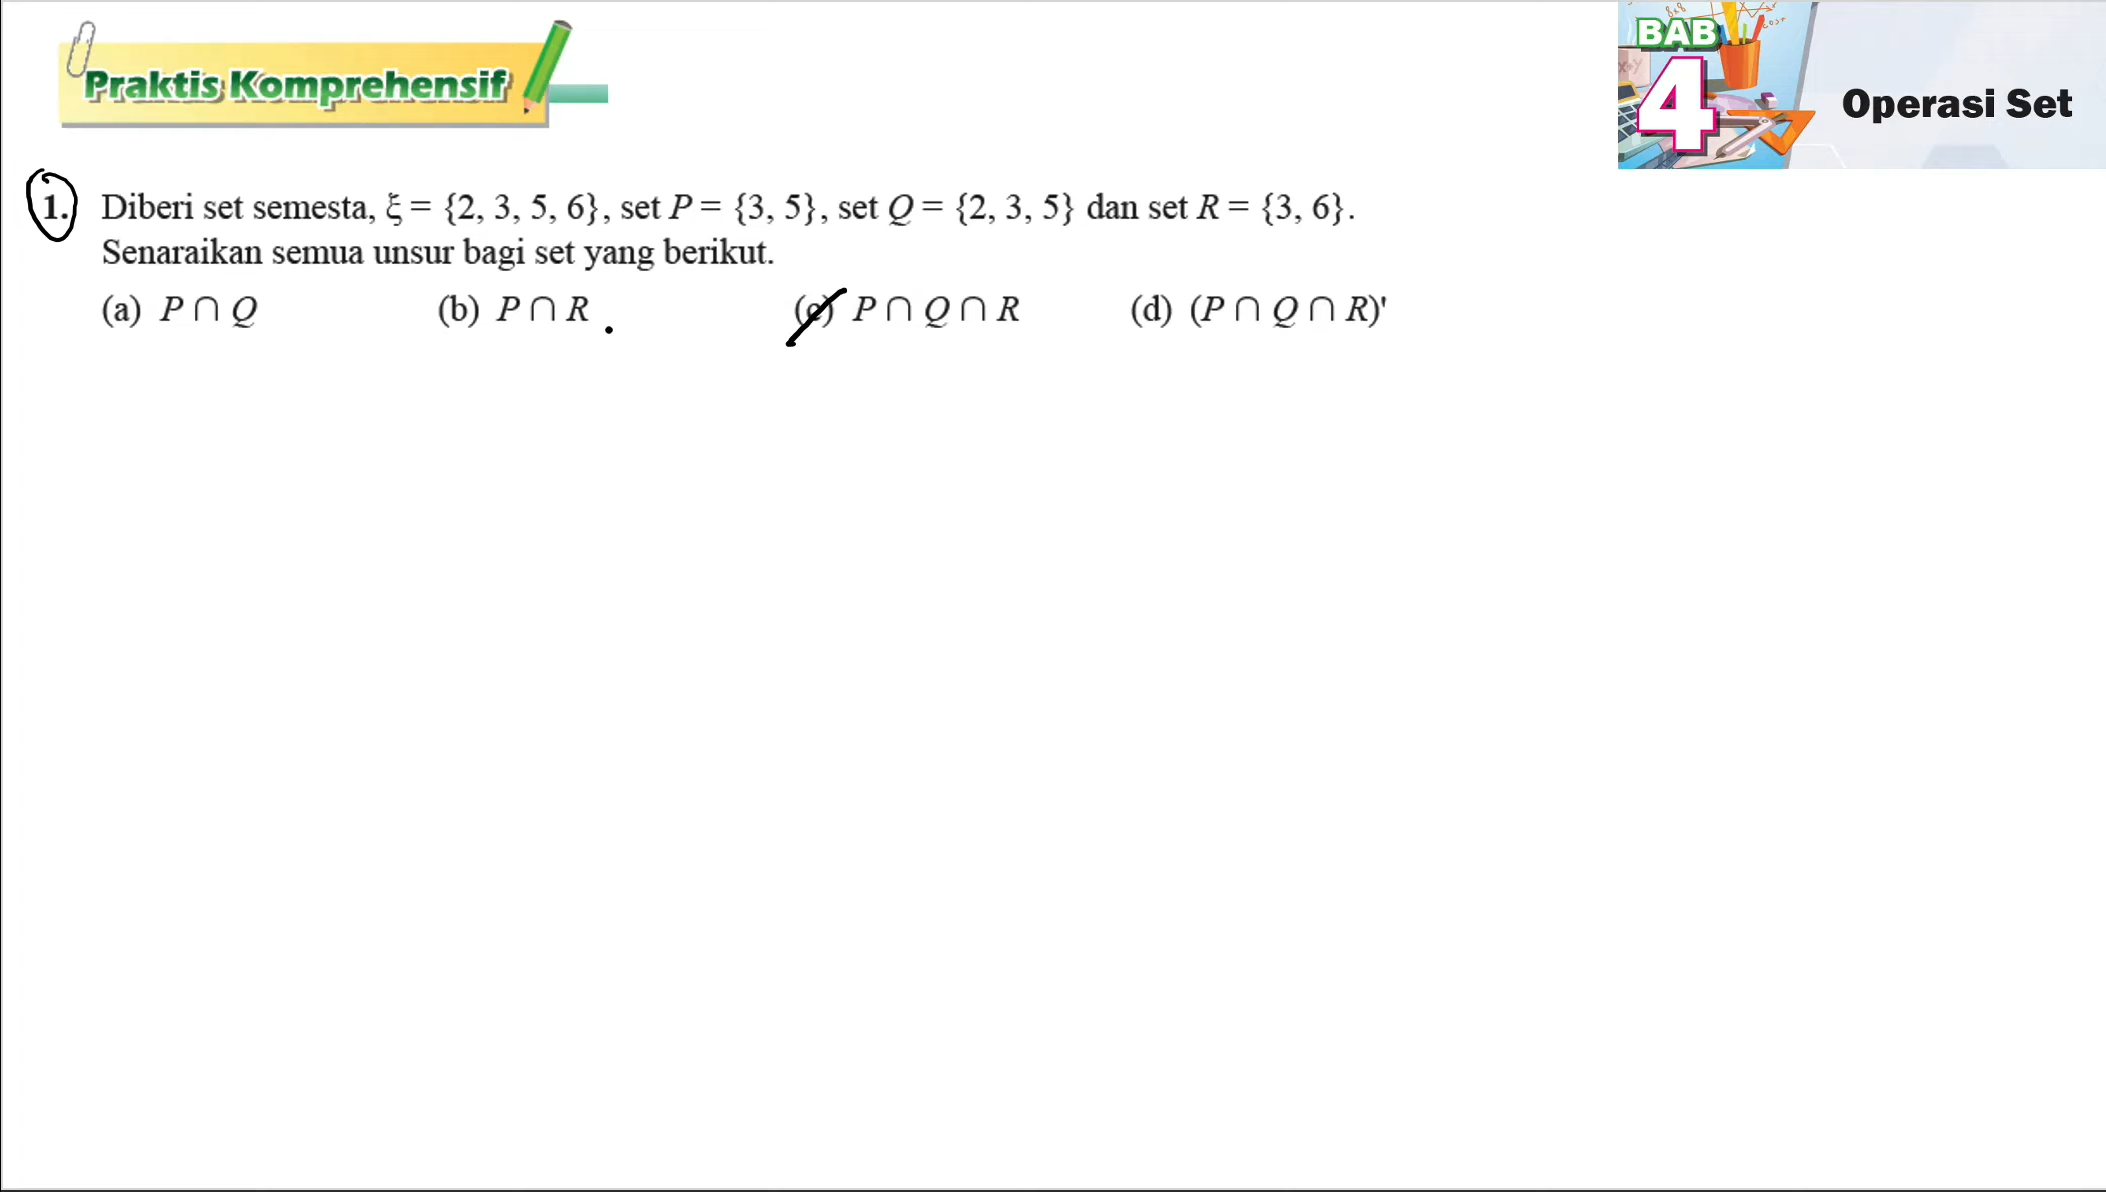 Praktis Komprehensif
BAB
4
Operasi Set
1. Diberi set semesta, ξ = {2, 3, 5, 6}, set P = {3, 5}, set Q = {2, 3, 5} dan set R = {3, 6}.
Senaraikan semua unsur bagi set yang berikut.
(a) P ∩ Q (b) P ∩ R (c) P ∩ Q ∩ R (d) (P ∩ Q ∩ R)'